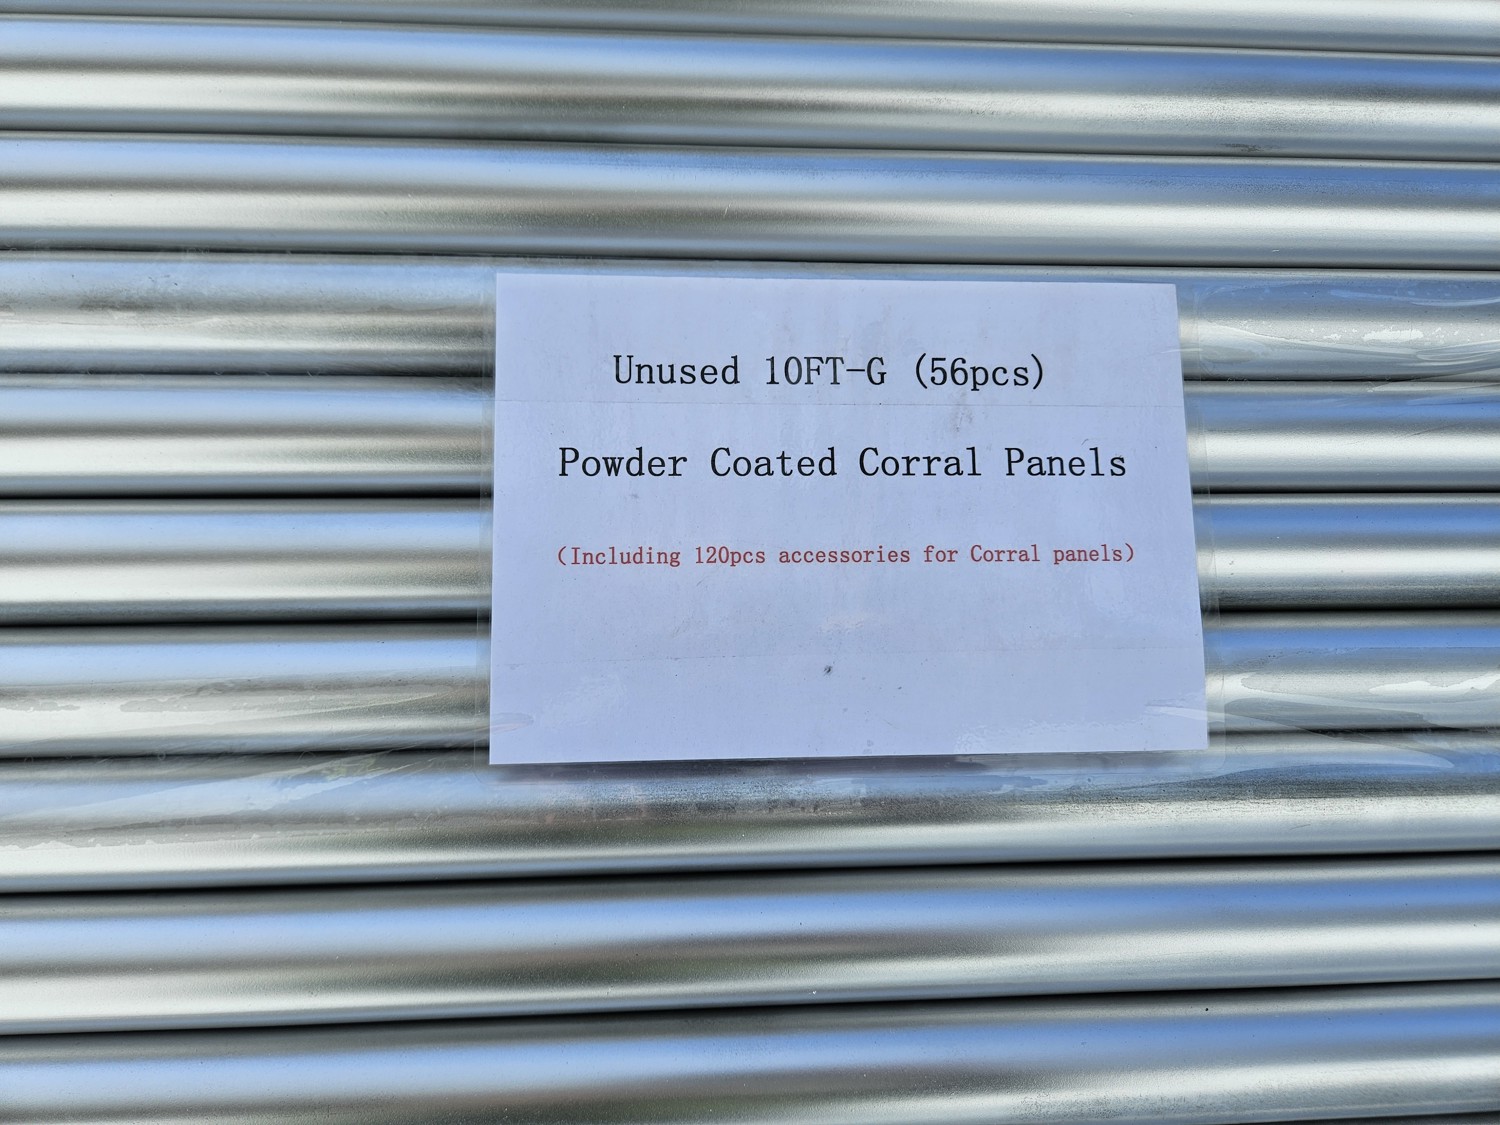 Unused 10FT-G (56pcs)
Powder Coated Corral Panels
(Including 120pcs accessories for Corral panels)